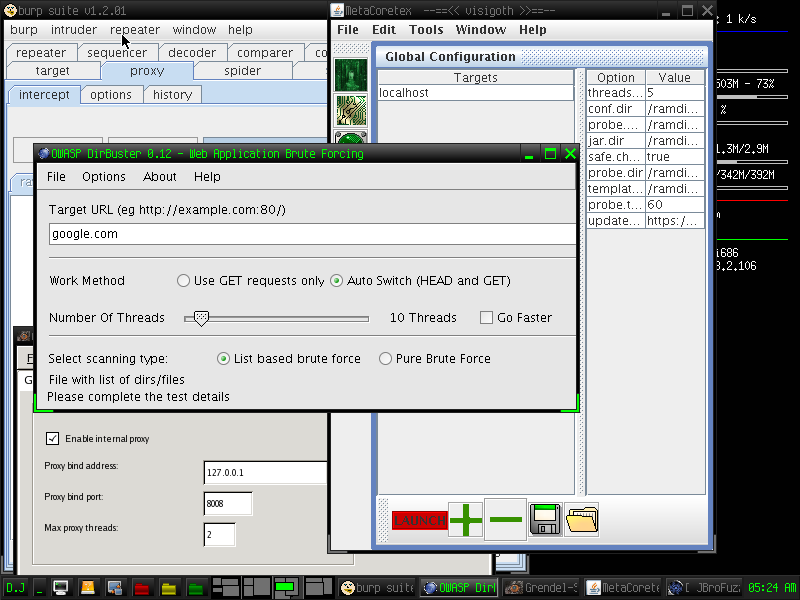 burp suite v1.2.01
burp intruder repeater window help
repeater sequencer decoder comparer
target proxy spider
intercept options history
MetaCoretex --==<< visigoth >>==--
File Edit Tools Window Help
Global Configuration
Targets
localhost
Option Value
threads... 5
conf.dir /ramdi...
probe.... /ramdi...
jar.dir /ramdi...
safe.ch... true
probe.dir /ramdi...
templat... /ramdi...
probe.t... 60
update... https:/...
LAUNCH
: 1 k/s
503M - 73%
%
1.3M/2.9M
/342M/392M
i686
3.2.106
OWASP DirBuster 0.12 - Web Application Brute Forcing
File Options About Help
Target URL (eg http://example.com:80/)
google.com
Work Method Use GET requests only Auto Switch (HEAD and GET)
Number Of Threads 10 Threads Go Faster
Select scanning type: List based brute force Pure Brute Force
File with list of dirs/files
Please complete the test details
Enable internal proxy
Proxy bind address: 127.0.0.1
Proxy bind port: 8008
Max proxy threads: 2
D.J burp suite OWASP Dir Grendel-S MetaCorete JBroFuz 05:24 AM